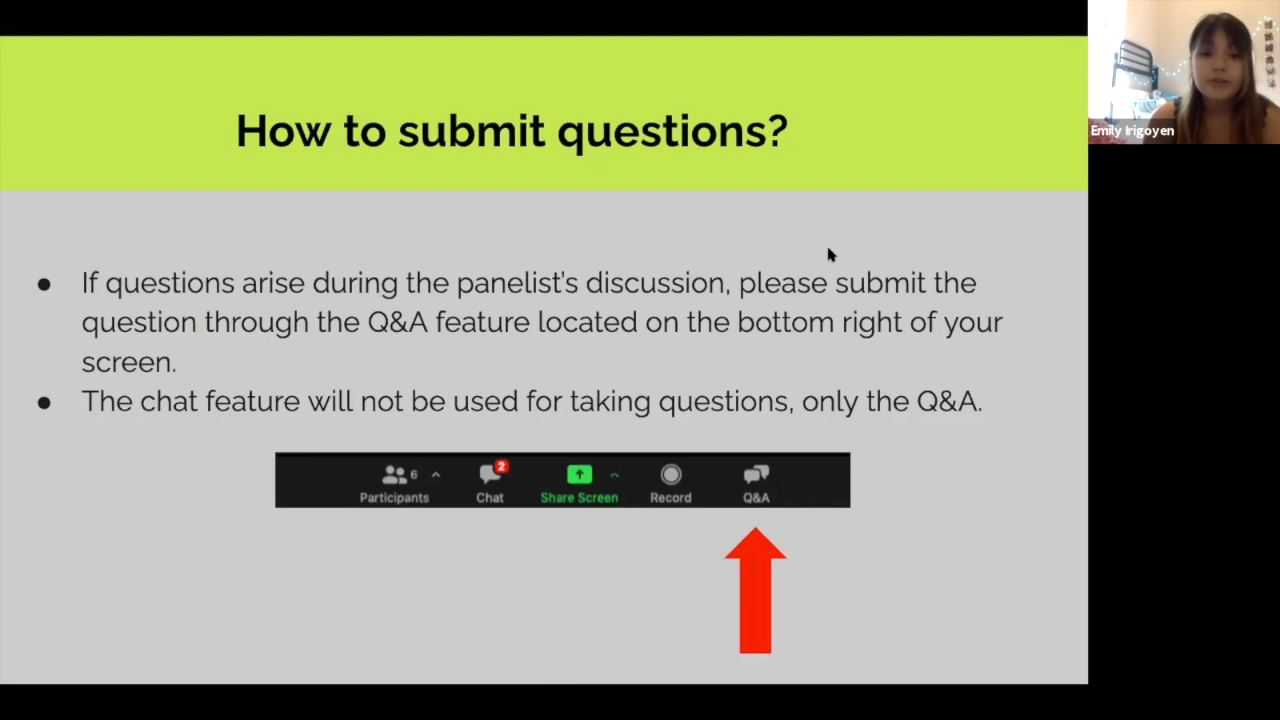 How to submit questions?
● If questions arise during the panelist’s discussion, please submit the
question through the Q&A feature located on the bottom right of your
screen.
● The chat feature will not be used for taking questions, only the Q&A.
6 2
Participants Chat Share Screen Record Q&A
Emily Irigoyen